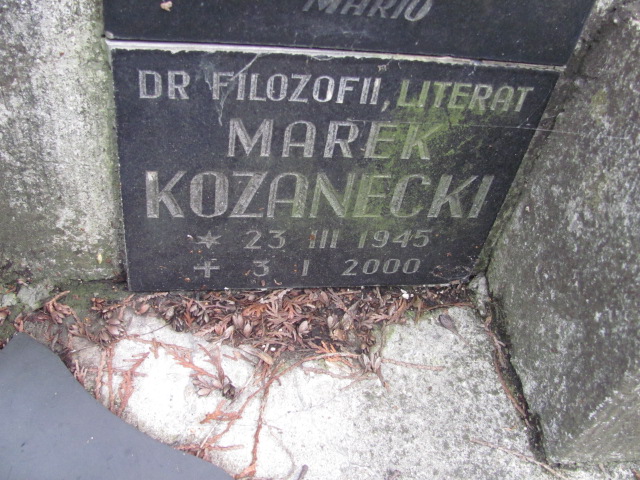 MARIO
DR FILOZOFII, LITERAT
MAREK
KOZANECKI
* 23 III 1945
+ 3 I 2000